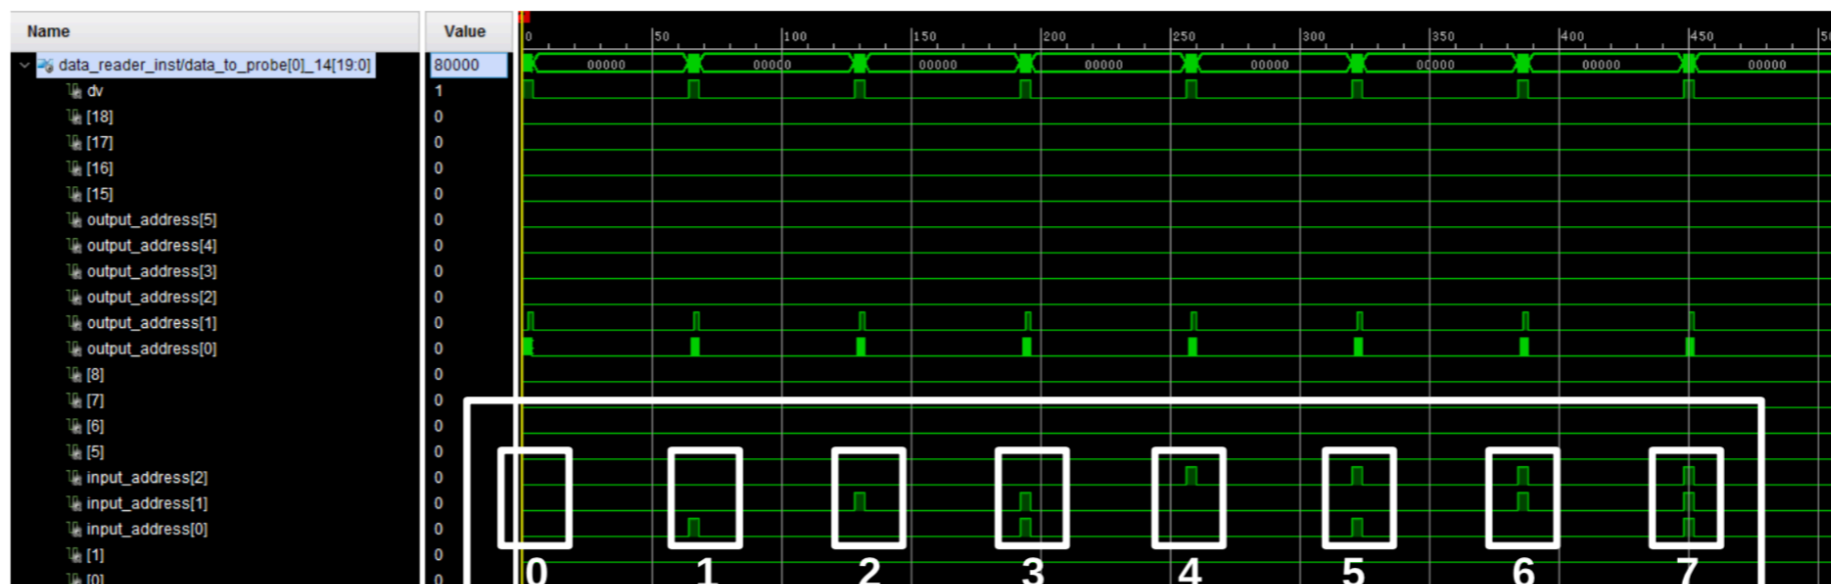 Name Value
0 50 100 150 200 250 300 350 400 450
data_reader_inst/data_to_probe[0]_14[19:0] 80000 00000 00000 00000 00000 00000 00000 00000 00000
dv 1
[18] 0
[17] 0
[16] 0
[15] 0
output_address[5] 0
output_address[4] 0
output_address[3] 0
output_address[2] 0
output_address[1] 0
output_address[0] 0
[8] 0
[7] 0
[6] 0
[5] 0
input_address[2] 0
input_address[1] 0
input_address[0] 0
[1] 0
[0] 0
0 1 2 3 4 5 6 7